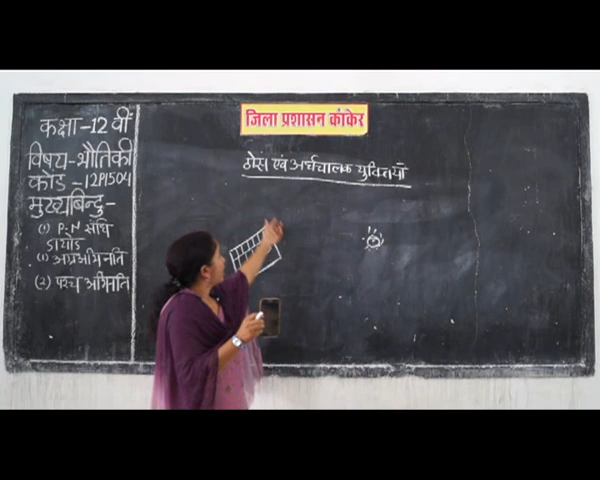 जिला प्रशासन कांकेर
कक्षा-12 वीं
विषय-भौतिकी
कोड-12P1504
मुख्यबिन्दु-
(1) P-N संधि
डायोड
(1) अग्रअभिनति
(2) पश्च अभिनति
ठोस एवं अर्धचालक युक्तियाँ